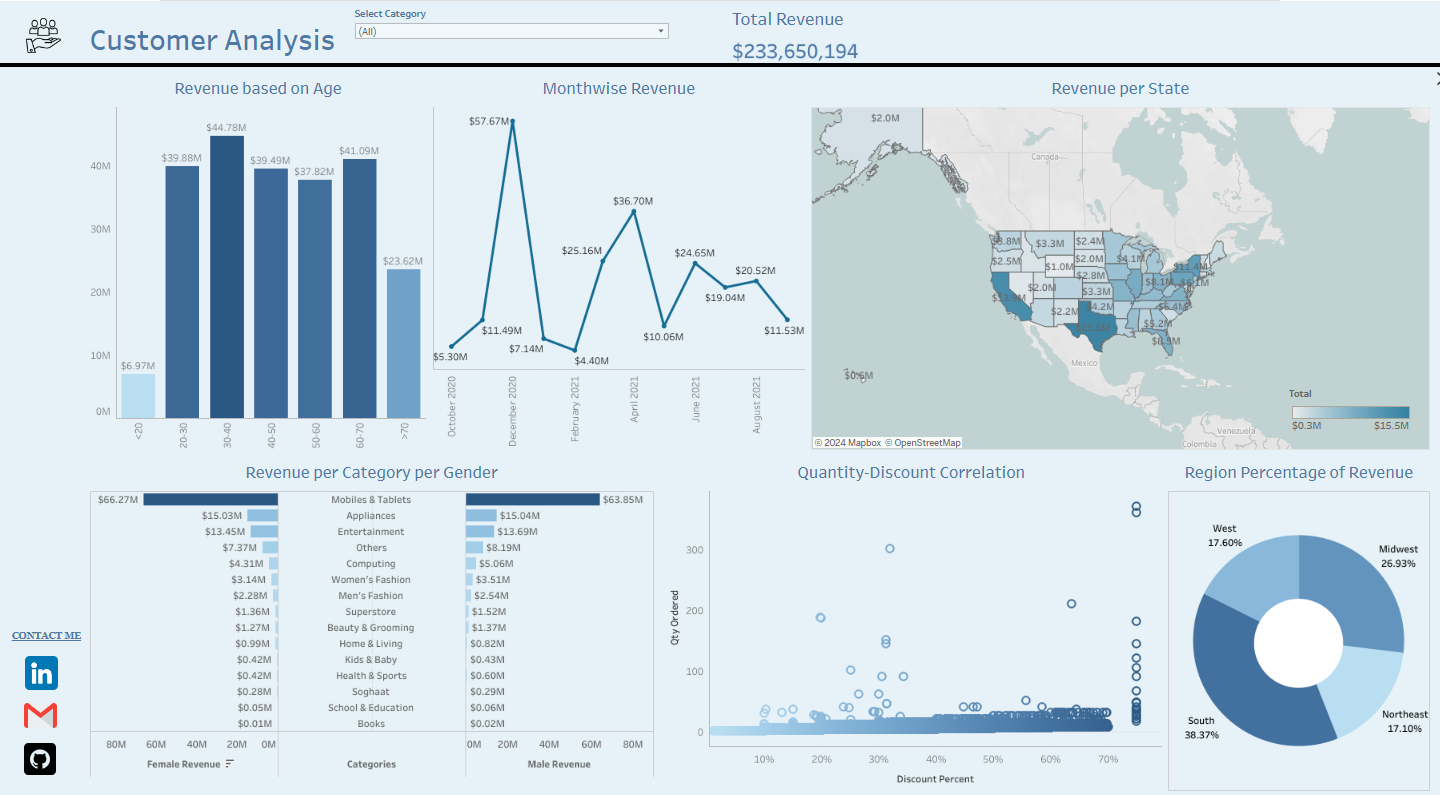 Customer Analysis
Select Category
(All)
Total Revenue
$233,650,194
Revenue based on Age
40M
30M
20M
10M
0M
$6.97M
$39.88M
$44.78M
$39.49M
$37.82M
$41.09M
$23.62M
<20
20-30
30-40
40-50
50-60
60-70
>70
Monthwise Revenue
$5.30M
$11.49M
$57.67M
$7.14M
$4.40M
$25.16M
$36.70M
$10.06M
$24.65M
$19.04M
$20.52M
$11.53M
October 2020
December 2020
February 2021
April 2021
June 2021
August 2021
Revenue per State
$2.0M
Canada
$3.3M
$2.4M
$2.5M
$1.0M
$2.0M
$4.1M
$2.8M
$2.0M
$3.3M
$2.2M
$4.2M
$6.4M
$5.2M
$0.6M
Mexico
Venezuela
Colombia
Total
$0.3M
$15.5M
© 2024 Mapbox © OpenStreetMap
Revenue per Category per Gender
$66.27M Mobiles & Tablets $63.85M
$15.03M Appliances $15.04M
$13.45M Entertainment $13.69M
$7.37M Others $8.19M
$4.31M Computing $5.06M
$3.14M Women's Fashion $3.51M
$2.28M Men's Fashion $2.54M
$1.36M Superstore $1.52M
$1.27M Beauty & Grooming $1.37M
$0.99M Home & Living $0.82M
$0.42M Kids & Baby $0.43M
$0.42M Health & Sports $0.60M
$0.28M Soghaat $0.29M
$0.05M School & Education $0.06M
$0.01M Books $0.02M
80M 60M 40M 20M 0M 0M 20M 40M 60M 80M
Female Revenue Categories Male Revenue
Quantity-Discount Correlation
Qty Ordered
300
200
100
0
10% 20% 30% 40% 50% 60% 70%
Discount Percent
Region Percentage of Revenue
West
17.60%
Midwest
26.93%
Northeast
17.10%
South
38.37%
CONTACT ME
in